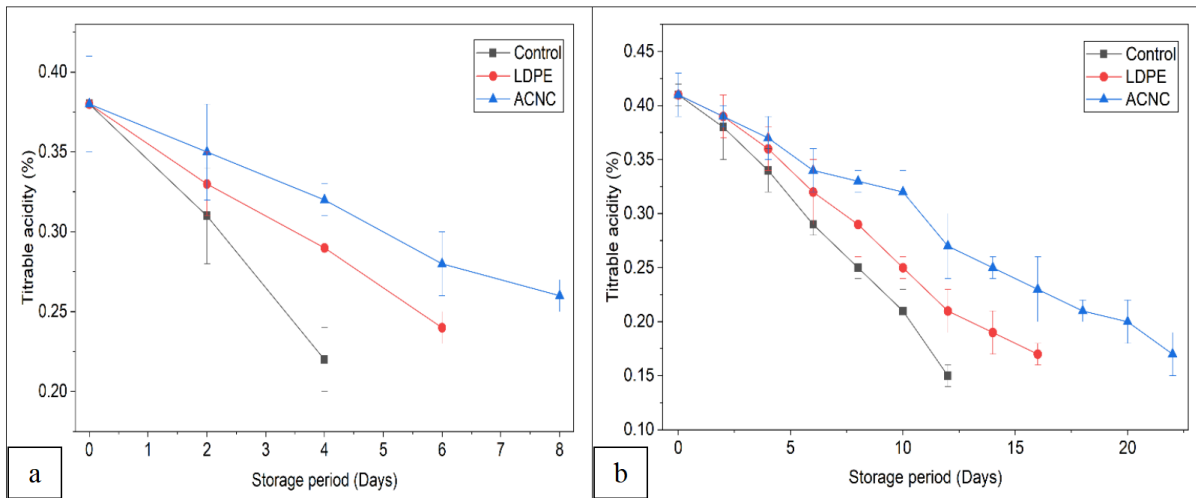 Control
LDPE
ACNC
0.40
0.35
0.30
0.25
0.20
Titrable acidity (%)
0 1 2 3 4 5 6 7 8
Storage period (Days)
a
Control
LDPE
ACNC
0.45
0.40
0.35
0.30
0.25
0.20
0.15
0.10
Titrable acidity (%)
0 5 10 15 20
Storage period (Days)
b